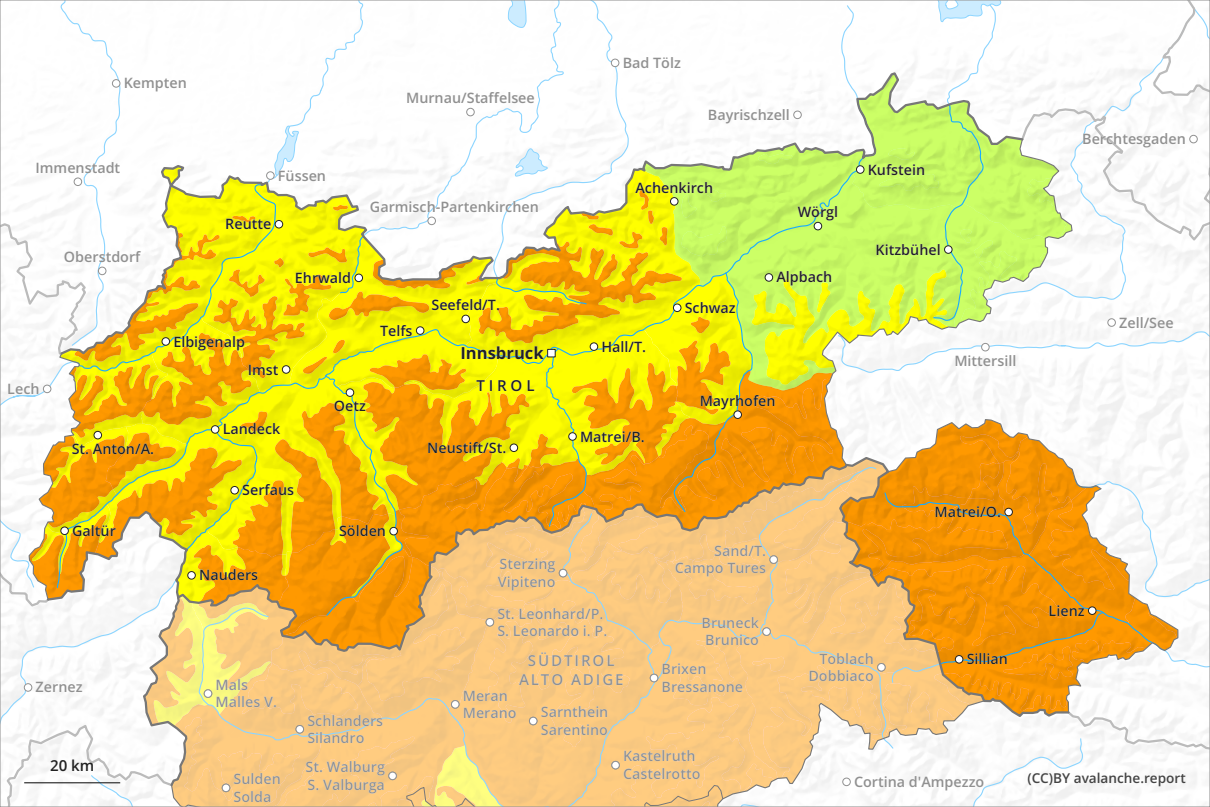 Kempten
Bad Tölz
Murnau/Staffelsee
Bayrischzell
Berchtesgaden
Immenstadt
Füssen
Kufstein
Achenkirch
Garmisch-Partenkirchen
Wörgl
Reutte
Kitzbühel
Oberstdorf
Ehrwald
Alpbach
Seefeld/T.
Schwaz
Telfs
Zell/See
Elbigenalp
Innsbruck
Hall/T.
Mittersill
Imst
TIROL
Lech
Oetz
Mayrhofen
Landeck
St. Anton/A.
Neustift/St.
Matrei/B.
Serfaus
Matrei/O.
Galtür
Sölden
Sterzing
Vipiteno
Sand/T.
Campo Tures
Nauders
St. Leonhard/P.
S. Leonardo i. P.
Bruneck
Brunico
Lienz
SÜDTIROL
ALTO ADIGE
Toblach
Dobbiaco
Sillian
Brixen
Bressanone
Zernez
Mals
Malles V.
Meran
Merano
Sarnthein
Sarentino
Schlanders
Silandro
Kastelruth
Castelrotto
St. Walburg
S. Valburga
20 km
Sulden
Solda
Cortina d'Ampezzo
(CC)BY avalanche.report